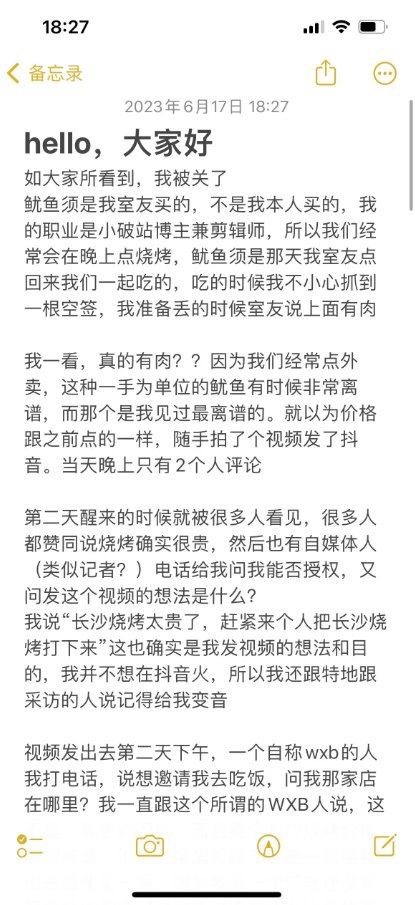 18:27
备忘录
2023年6月17日 18:27
hello，大家好
如大家所看到，我被关了
鱿鱼须是我室友买的，不是我本人买的，我
的职业是小破站博主兼剪辑师，所以我们经
常会在晚上点烧烤，鱿鱼须是那天我室友点
回来我们一起吃的，吃的时候我不小心抓到
一根空签，我准备丢的时候室友说上面有肉
我一看，真的有肉？？因为我们经常点外
卖，这种一手为单位的鱿鱼有时候非常离
谱，而那个是我见过最离谱的。就以为价格
跟之前点的一样，随手拍了个视频发了抖
音。当天晚上只有2个人评论
第二天醒来的时候就被很多人看见，很多人
都赞同说烧烤确实很贵，然后也有自媒体人
（类似记者？）电话给我问我能否授权，又
问发这个视频的想法是什么？
我说“长沙烧烤太贵了，赶紧来个人把长沙烧
烤打下来”这也确实是我发视频的想法和目
的，我并不想在抖音火，所以我还跟特地跟
采访的人说记得给我变音
视频发出去第二天下午，一个自称wxb的人
我打电话，说想邀请我去吃饭，问我那家店
在哪里？我一直跟这个所谓的WXB人说，这